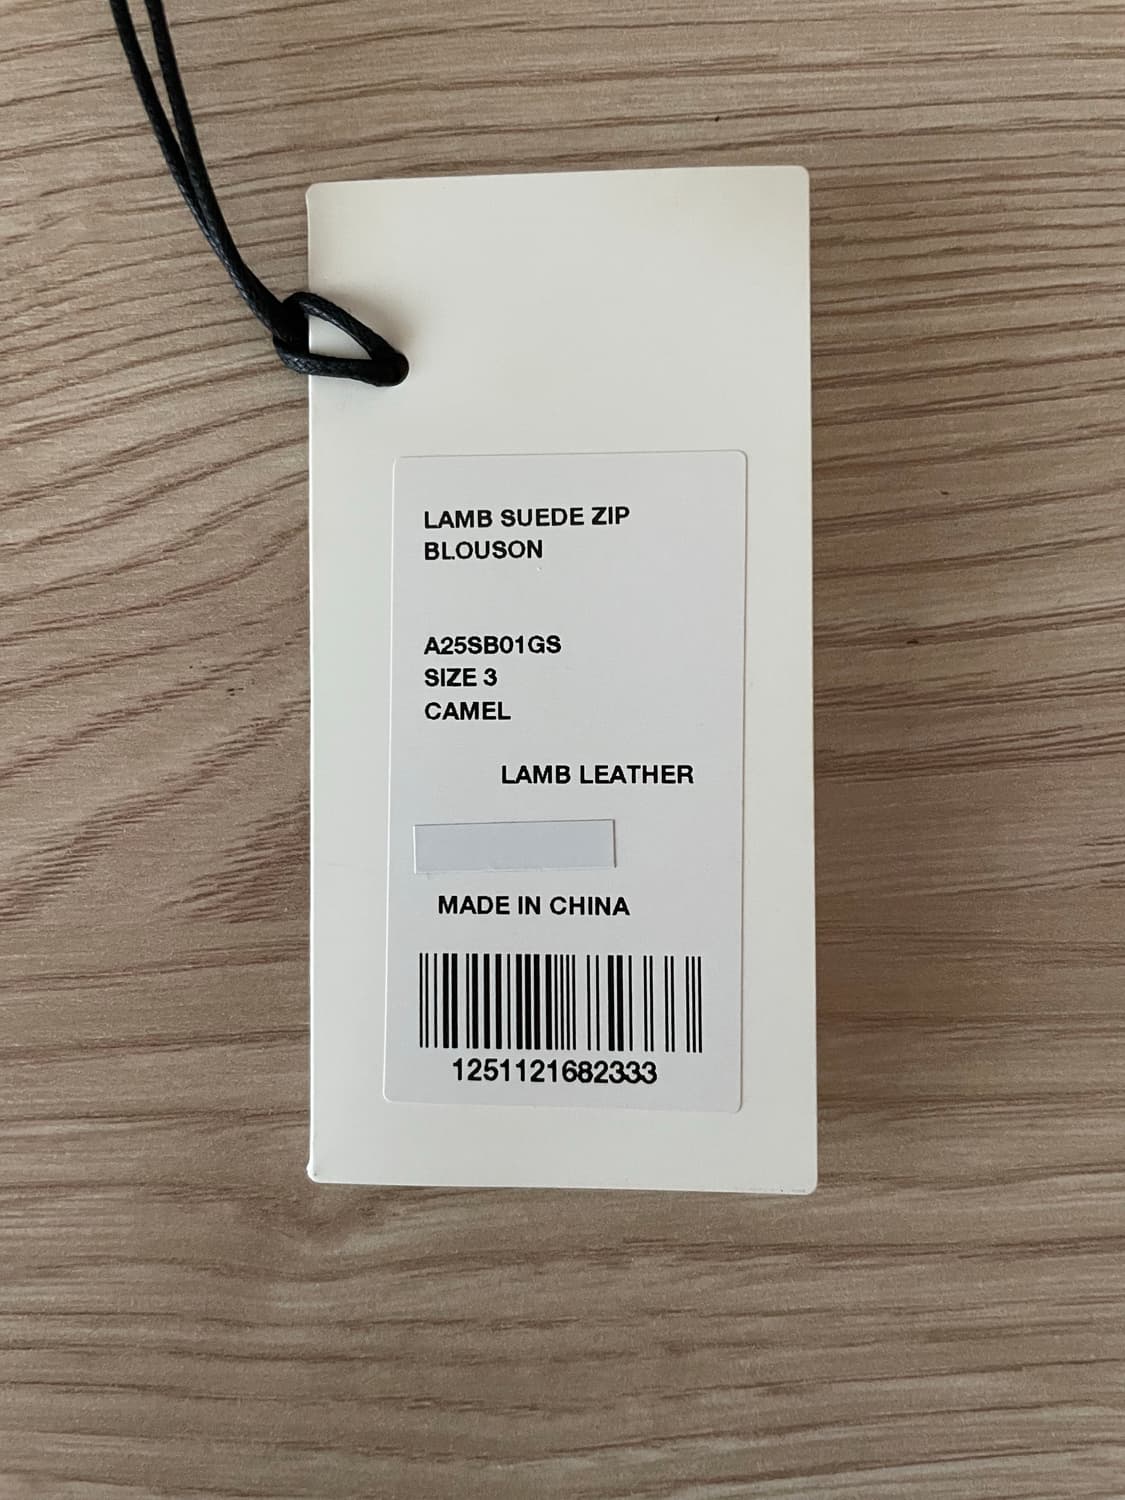 LAMB SUEDE ZIP
BLOUSON
A25SB01GS
SIZE 3
CAMEL
LAMB LEATHER
MADE IN CHINA
1251121682333